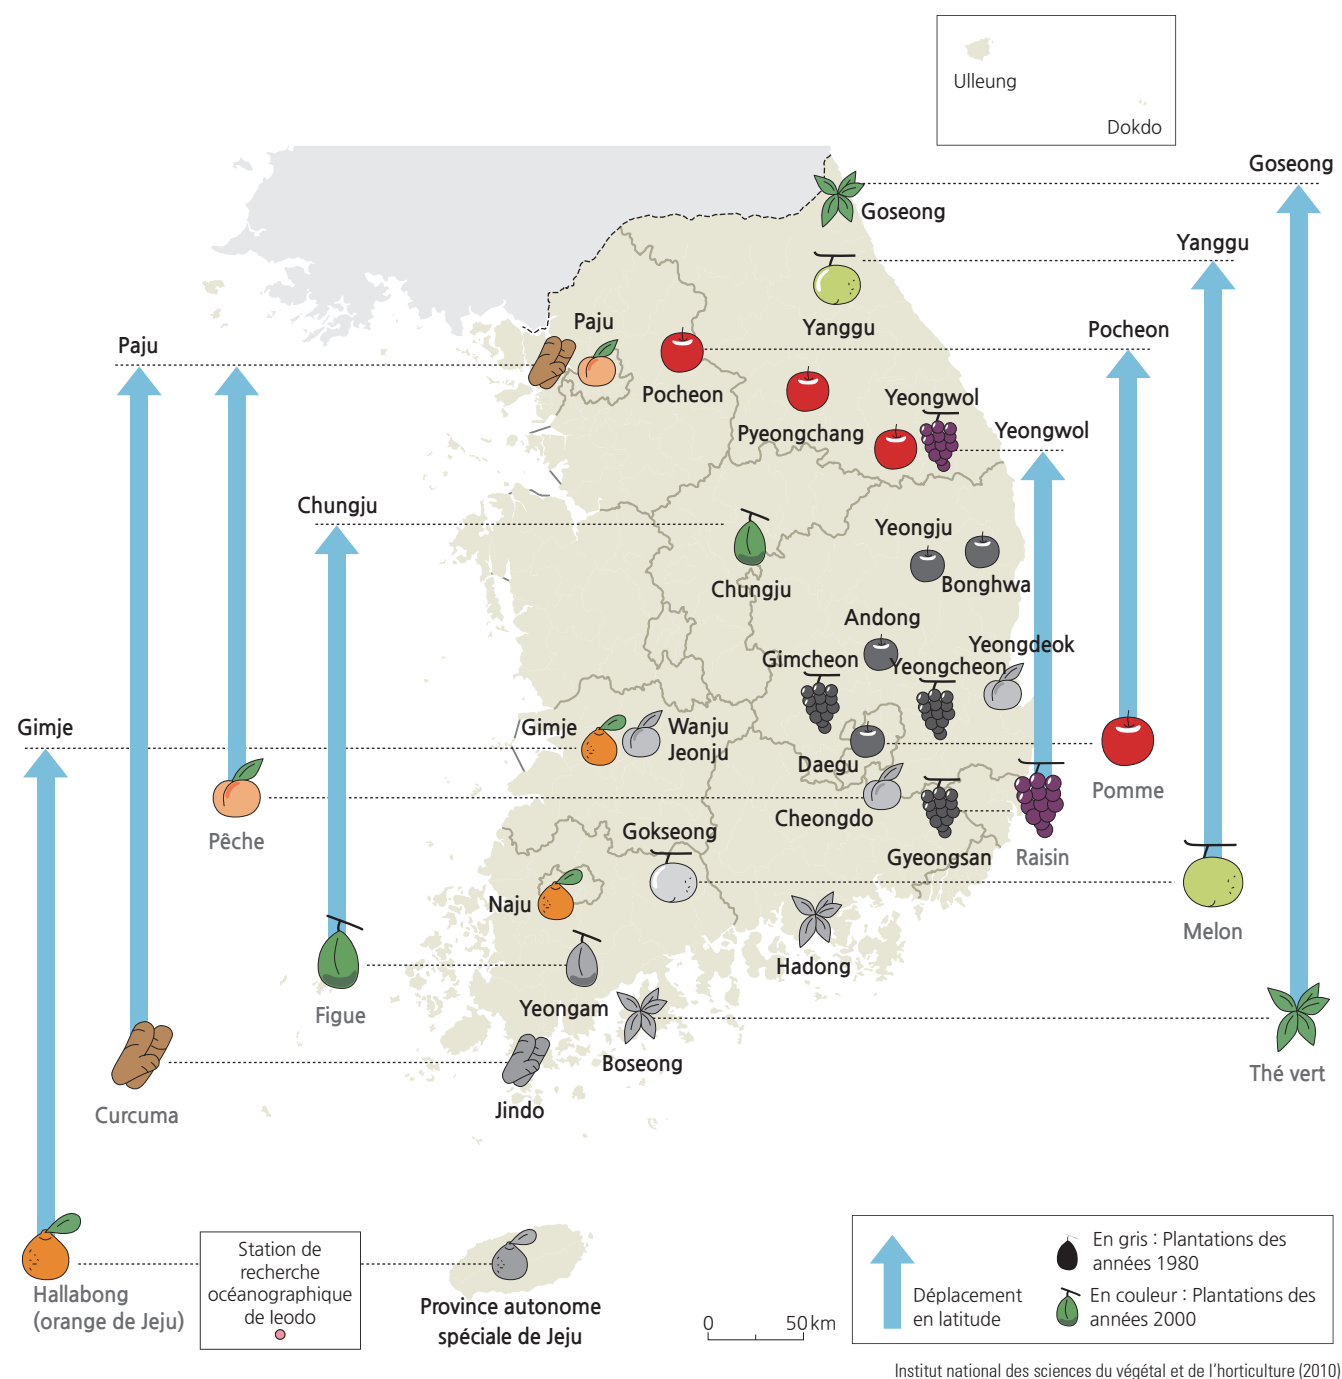 Ulleung
Dokdo
Goseong
Goseong
Yanggu
Yanggu
Paju
Paju
Pocheon
Pocheon
Pyeongchang
Yeongwol
Yeongwol
Chungju
Chungju
Yeongju
Bonghwa
Andong
Gimcheon
Yeongcheon
Yeongdeok
Gimje
Gimje
Wanju
Jeonju
Daegu
Pomme
Pêche
Cheongdo
Gokseong
Gyeongsan
Raisin
Naju
Melon
Hadong
Figue
Yeongam
Boseong
Thé vert
Curcuma
Jindo
Hallabong
(orange de Jeju)
Station de
recherche
océanographique
de Ieodo
Province autonome
spéciale de Jeju
0 50 km
Déplacement
en latitude
En gris : Plantations des
années 1980
En couleur : Plantations des
années 2000
Institut national des sciences du végétal et de l'horticulture (2010)